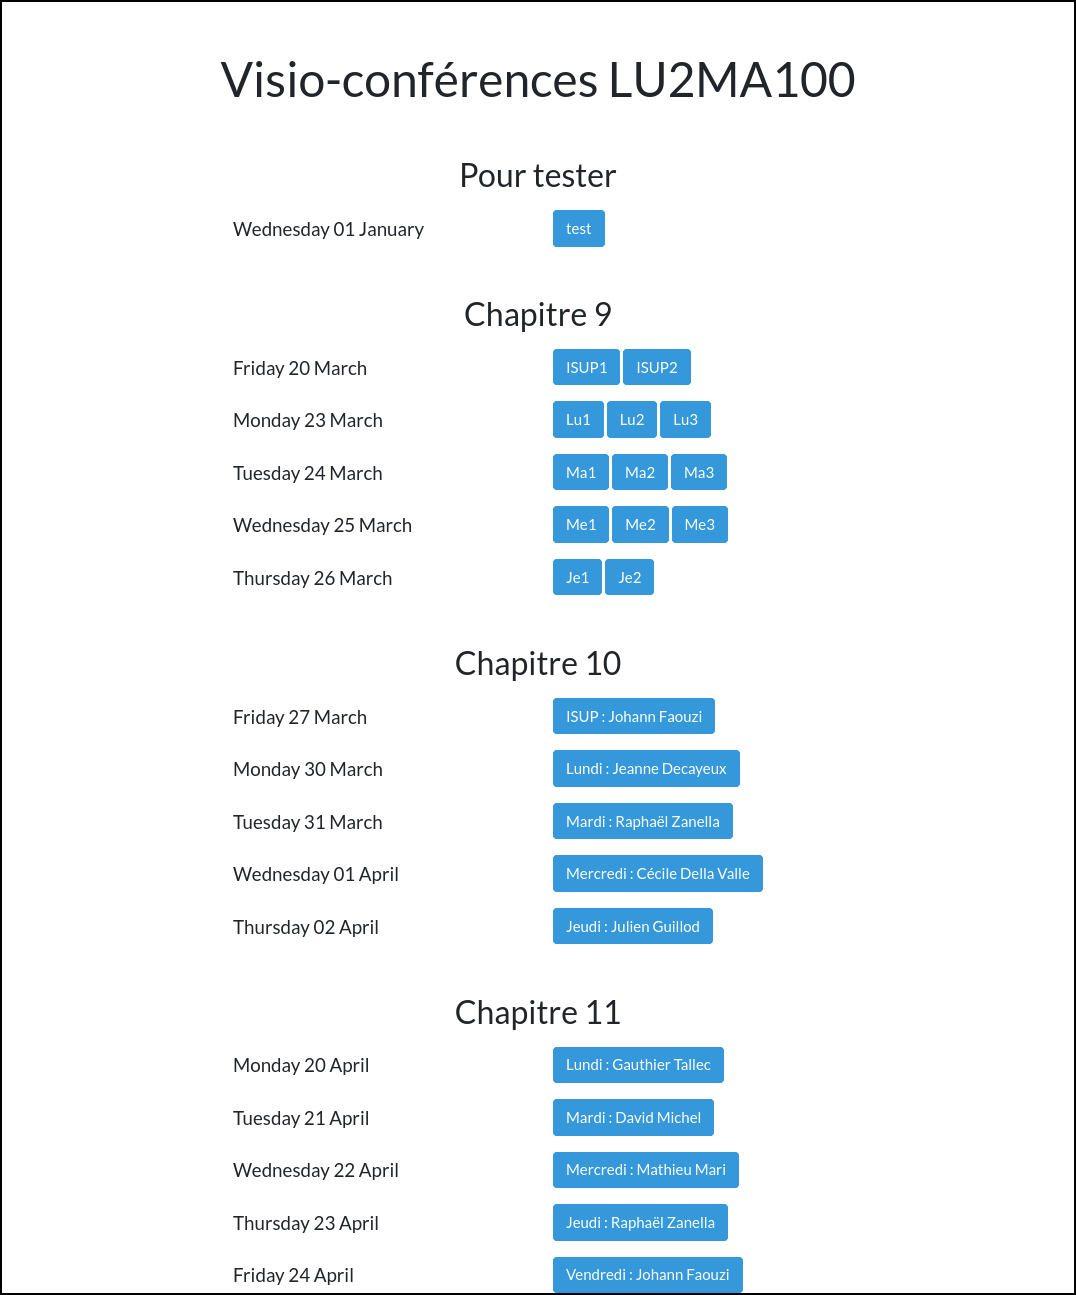 Visio-conférences LU2MA100
Pour tester
Wednesday 01 January test
Chapitre 9
Friday 20 March ISUP1 ISUP2
Monday 23 March Lu1 Lu2 Lu3
Tuesday 24 March Ma1 Ma2 Ma3
Wednesday 25 March Me1 Me2 Me3
Thursday 26 March Je1 Je2
Chapitre 10
Friday 27 March ISUP : Johann Faouzi
Monday 30 March Lundi : Jeanne Decayeux
Tuesday 31 March Mardi : Raphaël Zanella
Wednesday 01 April Mercredi : Cécile Della Valle
Thursday 02 April Jeudi : Julien Guillod
Chapitre 11
Monday 20 April Lundi : Gauthier Tallec
Tuesday 21 April Mardi : David Michel
Wednesday 22 April Mercredi : Mathieu Mari
Thursday 23 April Jeudi : Raphaël Zanella
Friday 24 April Vendredi : Johann Faouzi